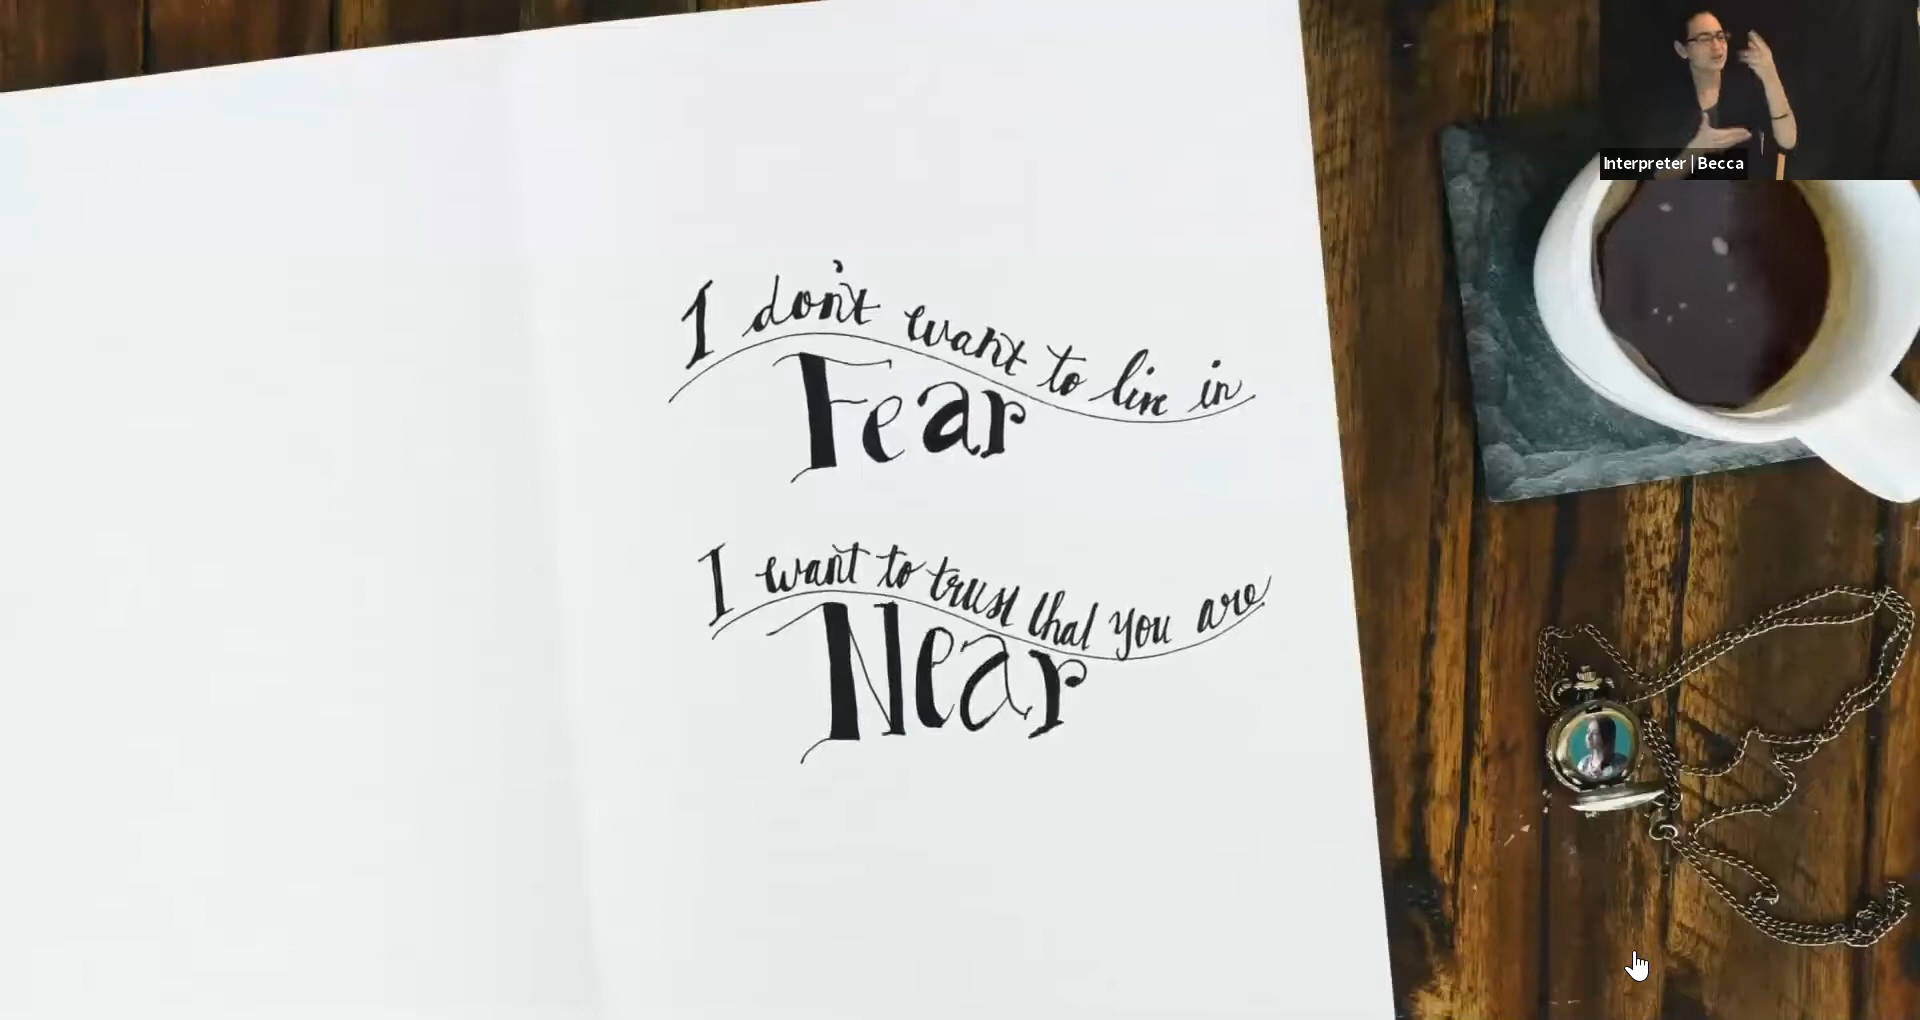 Interpreter | Becca
I don't want to live in
Fear
I want to trust that you are
Near